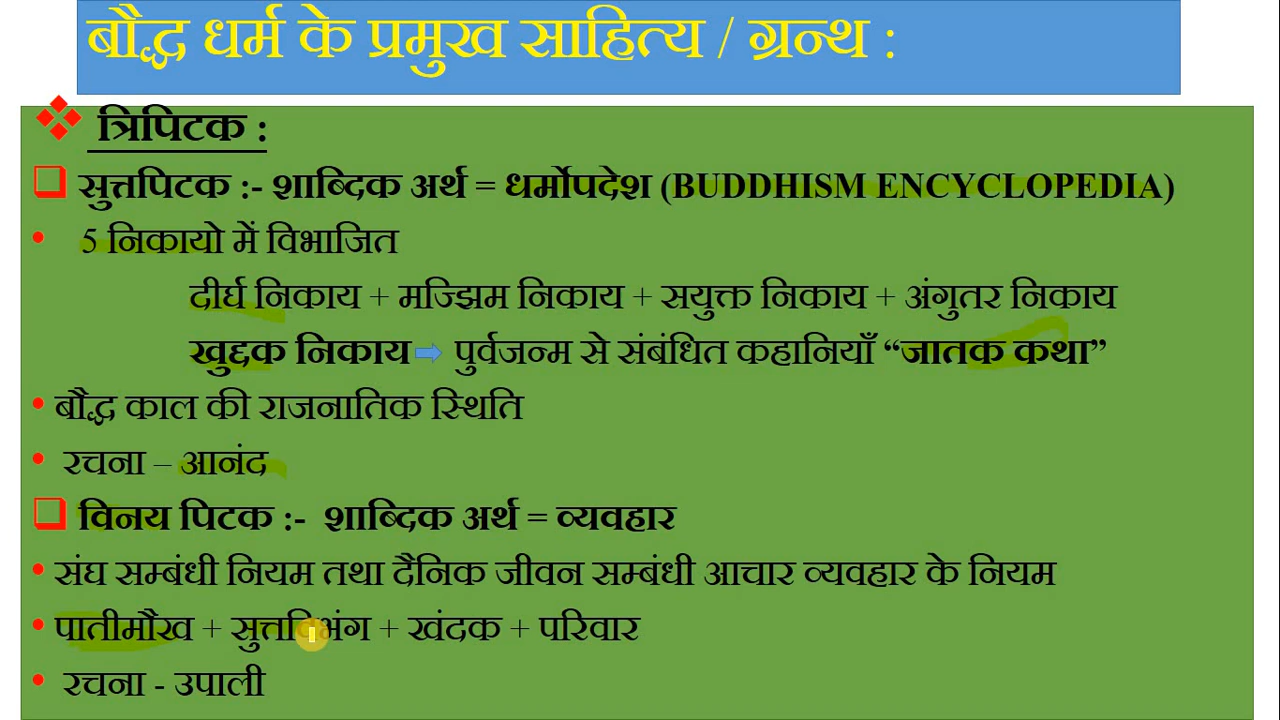 बौद्ध धर्म के प्रमुख साहित्य / ग्रन्थ :
त्रिपिटक :
सुत्तपिटक :- शाब्दिक अर्थ = धर्मोपदेश (BUDDHISM ENCYCLOPEDIA)
5 निकायो में विभाजित
दीर्घ निकाय + मज्झिम निकाय + सयुक्त निकाय + अंगुतर निकाय
खुद्दक निकाय पुर्वजन्म से संबंधित कहानियाँ “जातक कथा”
बौद्ध काल की राजनातिक स्थिति
रचना – आनंद
विनय पिटक :- शाब्दिक अर्थ = व्यवहार
संघ सम्बंधी नियम तथा दैनिक जीवन सम्बंधी आचार व्यवहार के नियम
पातीमौख + सुत्तविभंग + खंदक + परिवार
रचना - उपाली